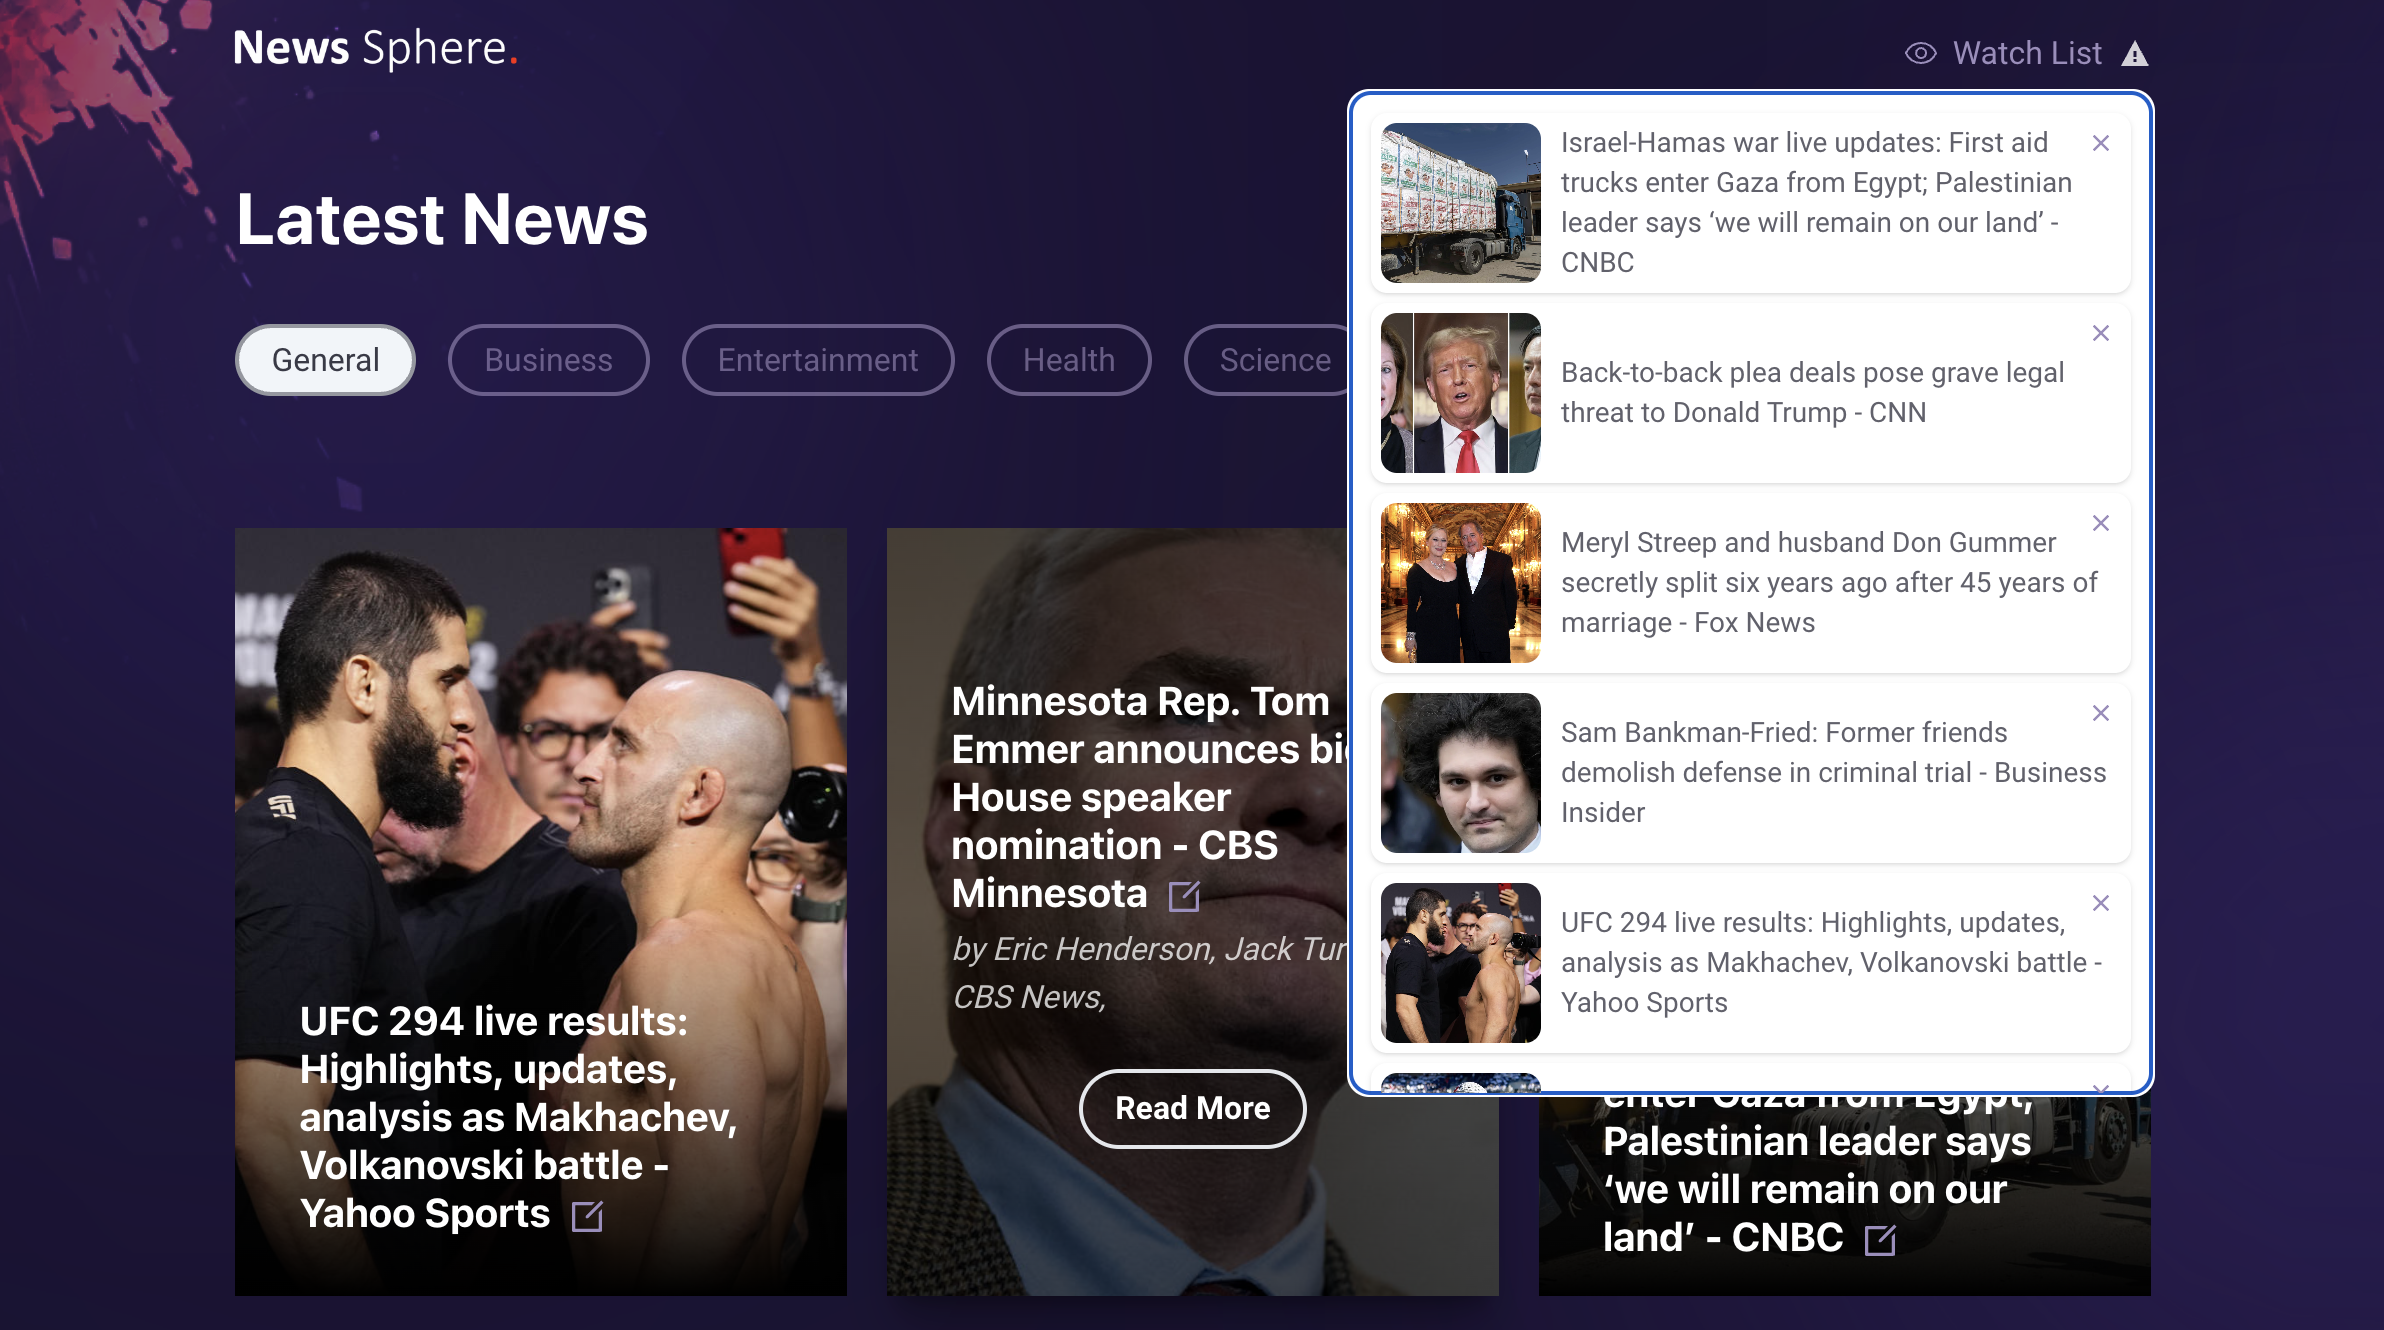 News Sphere.
Watch List
Latest News
General
Business
Entertainment
Health
Science
Israel-Hamas war live updates: First aid
trucks enter Gaza from Egypt; Palestinian
leader says ‘we will remain on our land’ -
CNBC
Back-to-back plea deals pose grave legal
threat to Donald Trump - CNN
Meryl Streep and husband Don Gummer
secretly split six years ago after 45 years of
marriage - Fox News
Sam Bankman-Fried: Former friends
demolish defense in criminal trial - Business
Insider
UFC 294 live results: Highlights, updates,
analysis as Makhachev, Volkanovski battle -
Yahoo Sports
UFC 294 live results:
Highlights, updates,
analysis as Makhachev,
Volkanovski battle -
Yahoo Sports
Minnesota Rep. Tom
Emmer announces
House speaker
nomination - CBS
Minnesota
by Eric Henderson, Jack
CBS News,
Read More
enter Gaza from Egypt;
Palestinian leader says
‘we will remain on our
land’ - CNBC